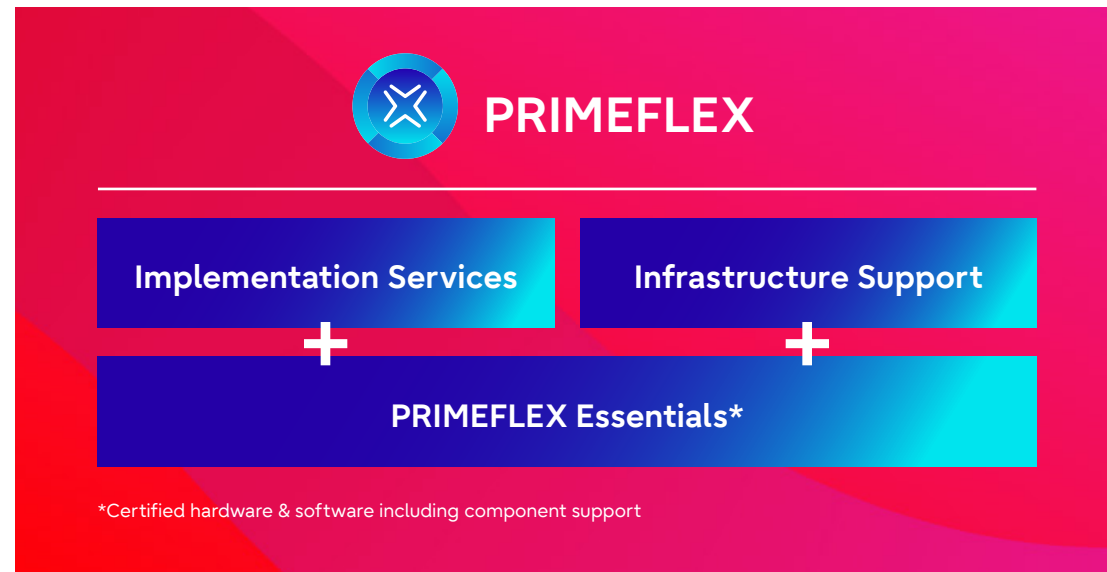 PRIMEFLEX
Implementation Services
Infrastructure Support
+
+
PRIMEFLEX Essentials*
*Certified hardware & software including component support